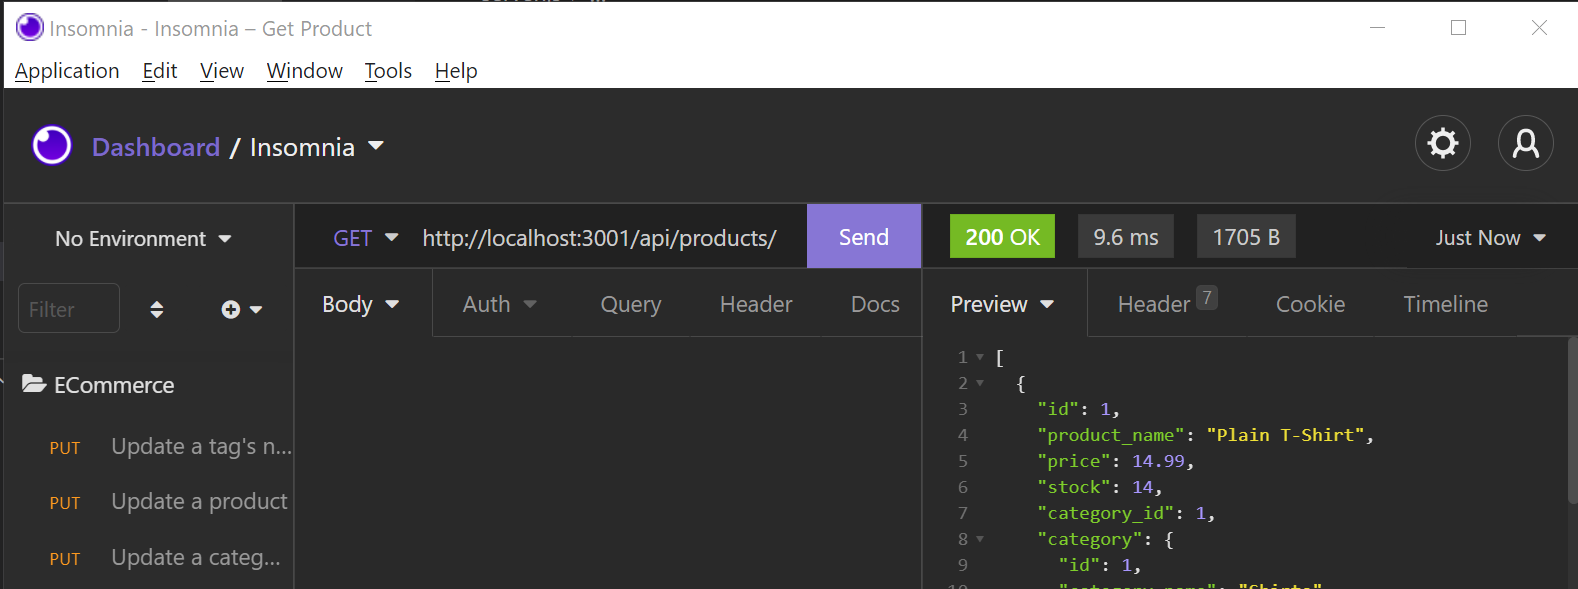 Insomnia - Insomnia – Get Product
Application Edit View Window Tools Help
Dashboard / Insomnia
No Environment
GET http://localhost:3001/api/products/ Send
200 OK 9.6 ms 1705 B Just Now
Filter
Body Auth Query Header Docs
Preview Header 7 Cookie Timeline
ECommerce
PUT Update a tag's n...
PUT Update a product
PUT Update a categ...
1 [
2 {
3 "id": 1,
4 "product_name": "Plain T-Shirt",
5 "price": 14.99,
6 "stock": 14,
7 "category_id": 1,
8 "category": {
9 "id": 1,
10 "category_name": "Shirts"